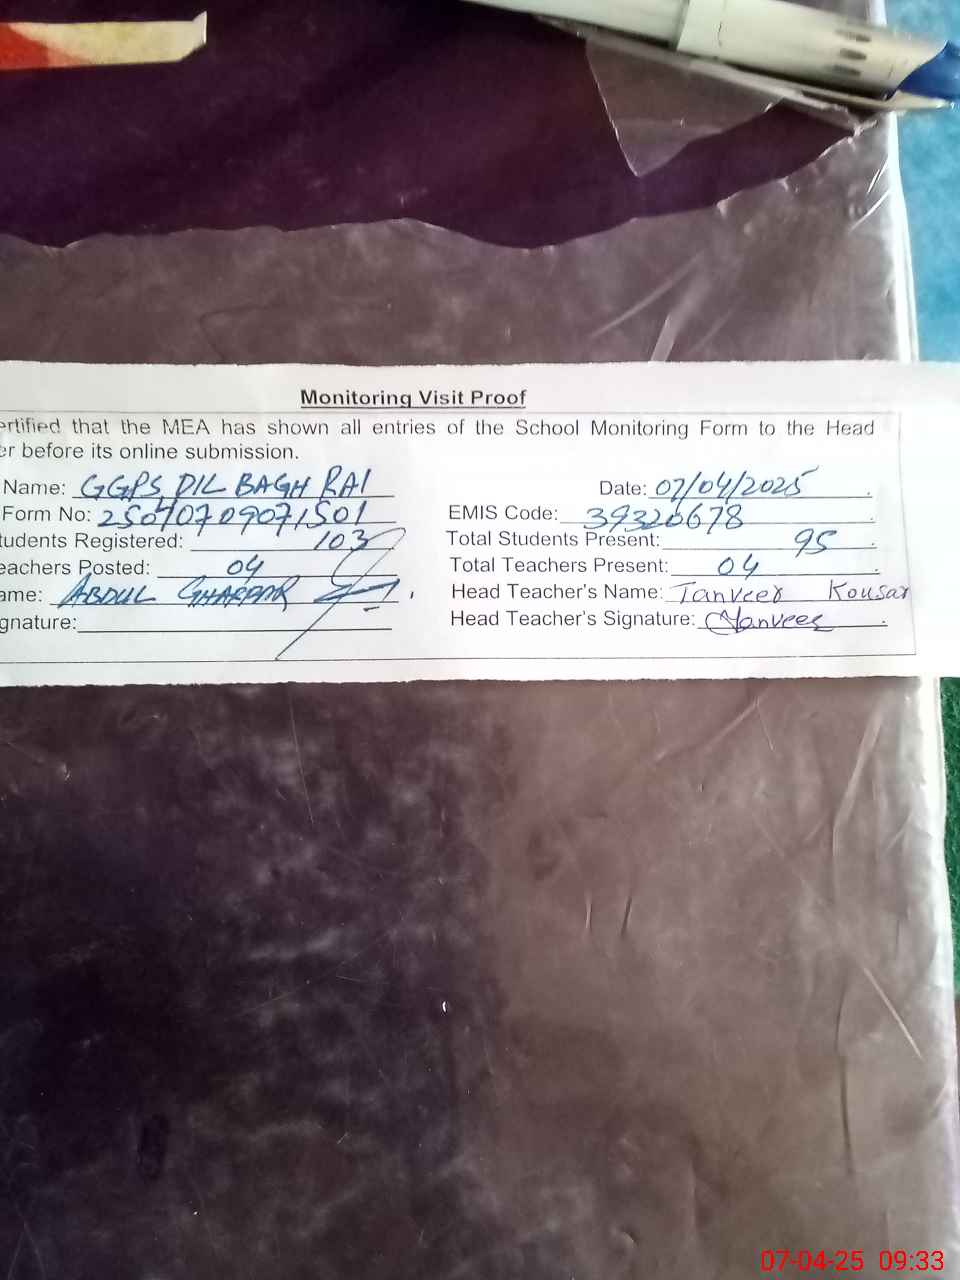 Monitoring Visit Proof
ertified that the MEA has shown all entries of the School Monitoring Form to the Head
er before its online submission.
Name: GGPS DIL BAGH RAI Date: 07/04/2025
Form No: 25040709071501 EMIS Code: 39320678
tudents Registered: 103 Total Students Present: 95
eachers Posted: 04 Total Teachers Present: 04
ame: ABDUL GHAFFAR Head Teacher's Name: Tanveer Kousar
gnature: Head Teacher's Signature: Tanveer
07-04-25 09:33